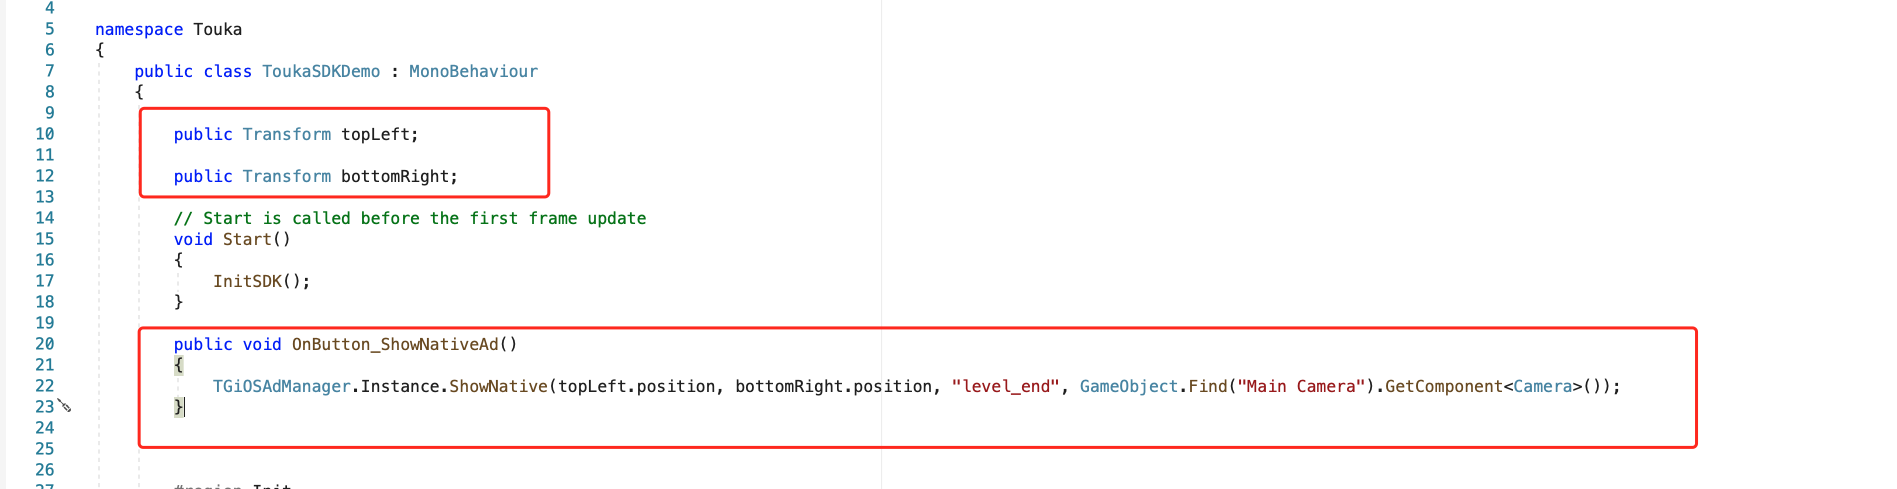 4
5 namespace Touka
6 {
7 public class ToukaSDKDemo : MonoBehaviour
8 {
9
10 public Transform topLeft;
11
12 public Transform bottomRight;
13
14 // Start is called before the first frame update
15 void Start()
16 {
17 InitSDK();
18 }
19
20 public void OnButton_ShowNativeAd()
21 {
22 TGiOSAdManager.Instance.ShowNative(topLeft.position, bottomRight.position, "level_end", GameObject.Find("Main Camera").GetComponent<Camera>());
23 }
24
25
26
27 #region Init